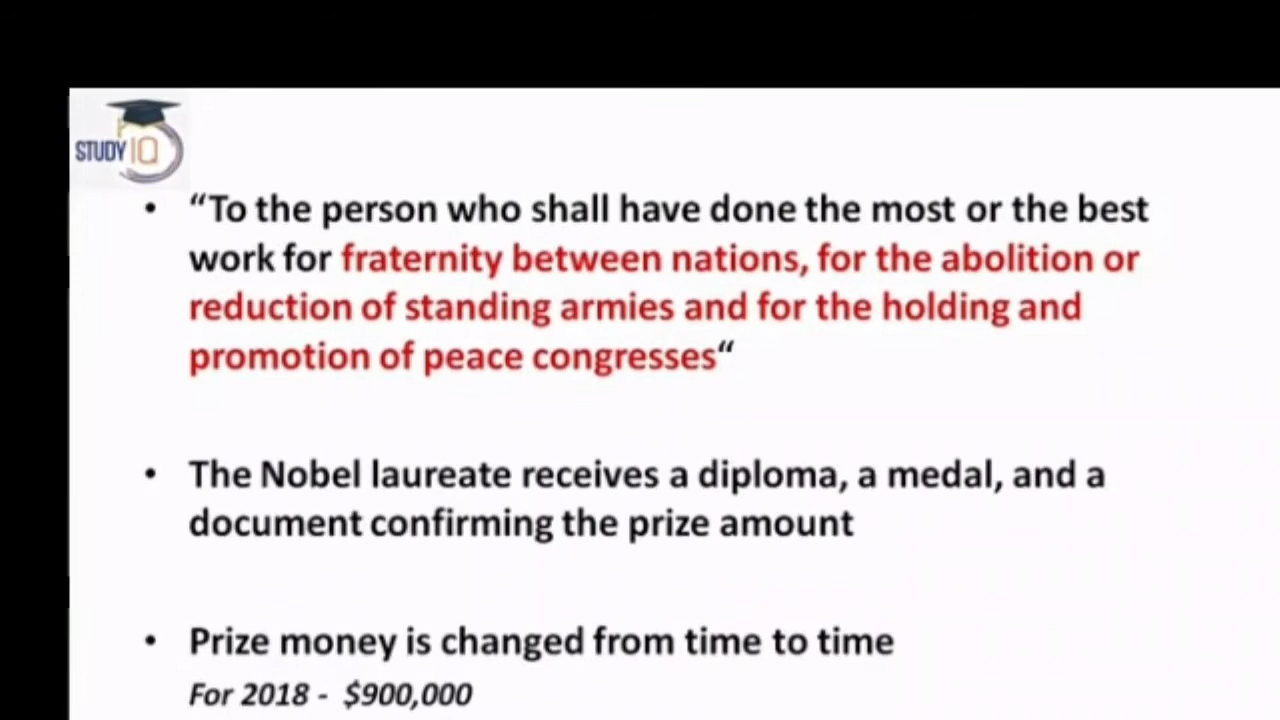 STUDY IQ
• “To the person who shall have done the most or the best
work for fraternity between nations, for the abolition or
reduction of standing armies and for the holding and
promotion of peace congresses“
• The Nobel laureate receives a diploma, a medal, and a
document confirming the prize amount
• Prize money is changed from time to time
For 2018 - $900,000